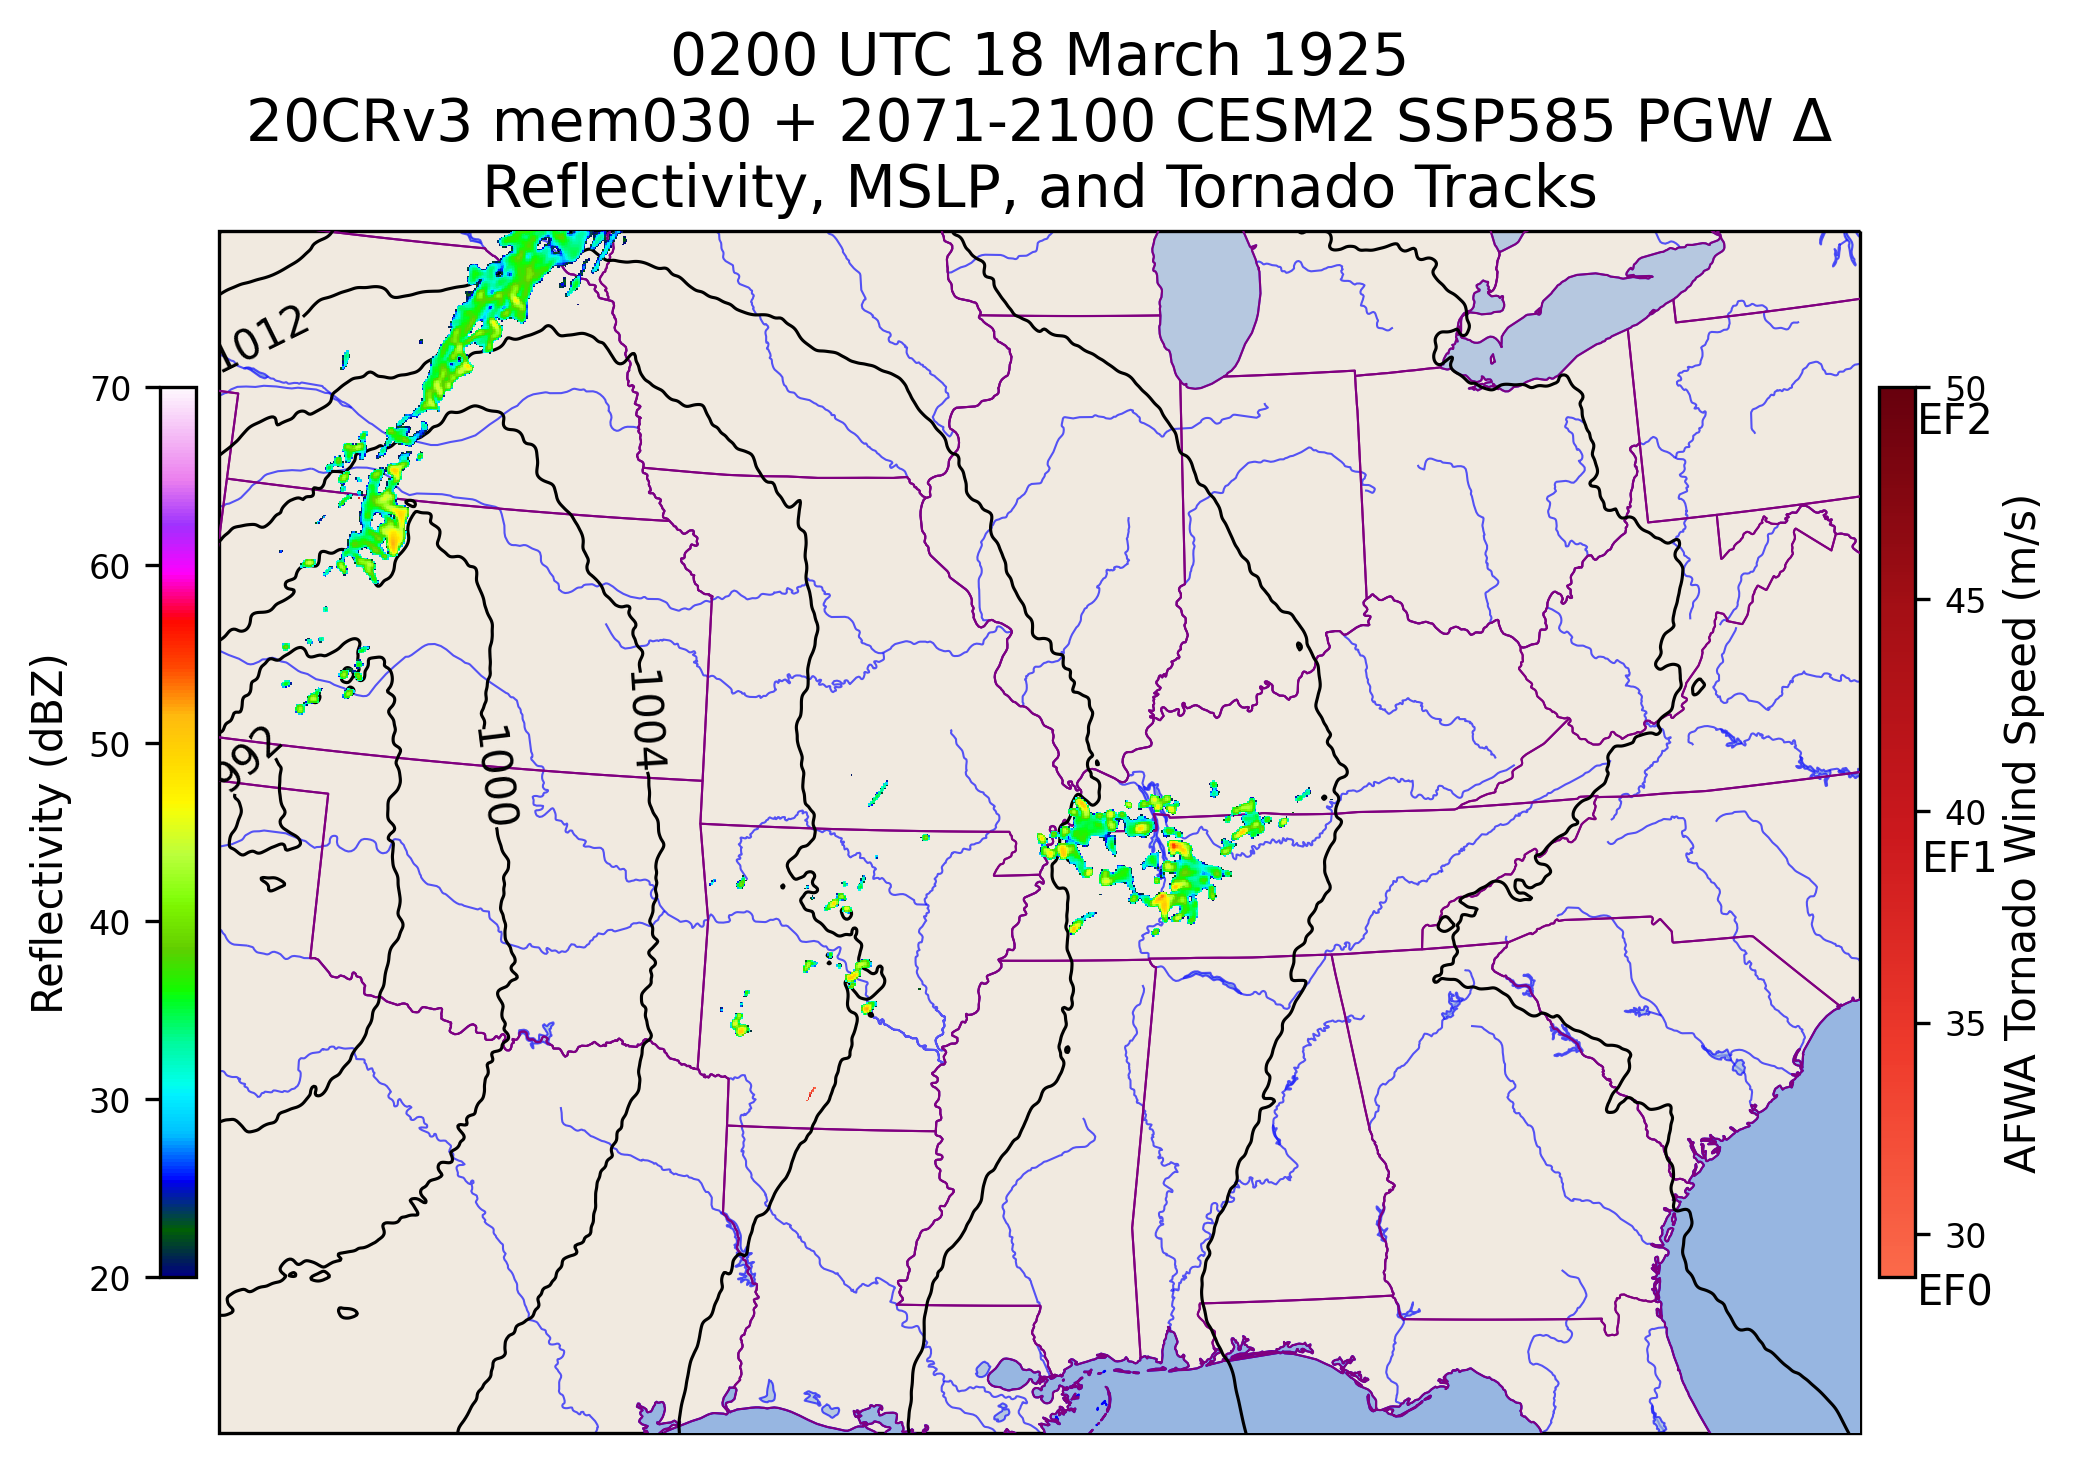 0200 UTC 18 March 1925
20CRv3 mem030 + 2071-2100 CESM2 SSP585 PGW Δ
Reflectivity, MSLP, and Tornado Tracks
1012
992
1000
1004
Reflectivity (dBZ)
70
60
50
40
30
20
50
EF2
45
40
EF1
35
30
EF0
AFWA Tornado Wind Speed (m/s)